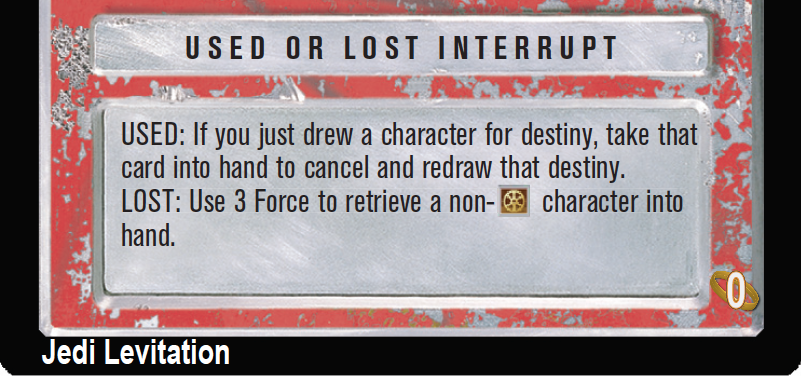 USED OR LOST INTERRUPT
USED: If you just drew a character for destiny, take that
card into hand to cancel and redraw that destiny.
LOST: Use 3 Force to retrieve a non- character into
hand.
0
Jedi Levitation